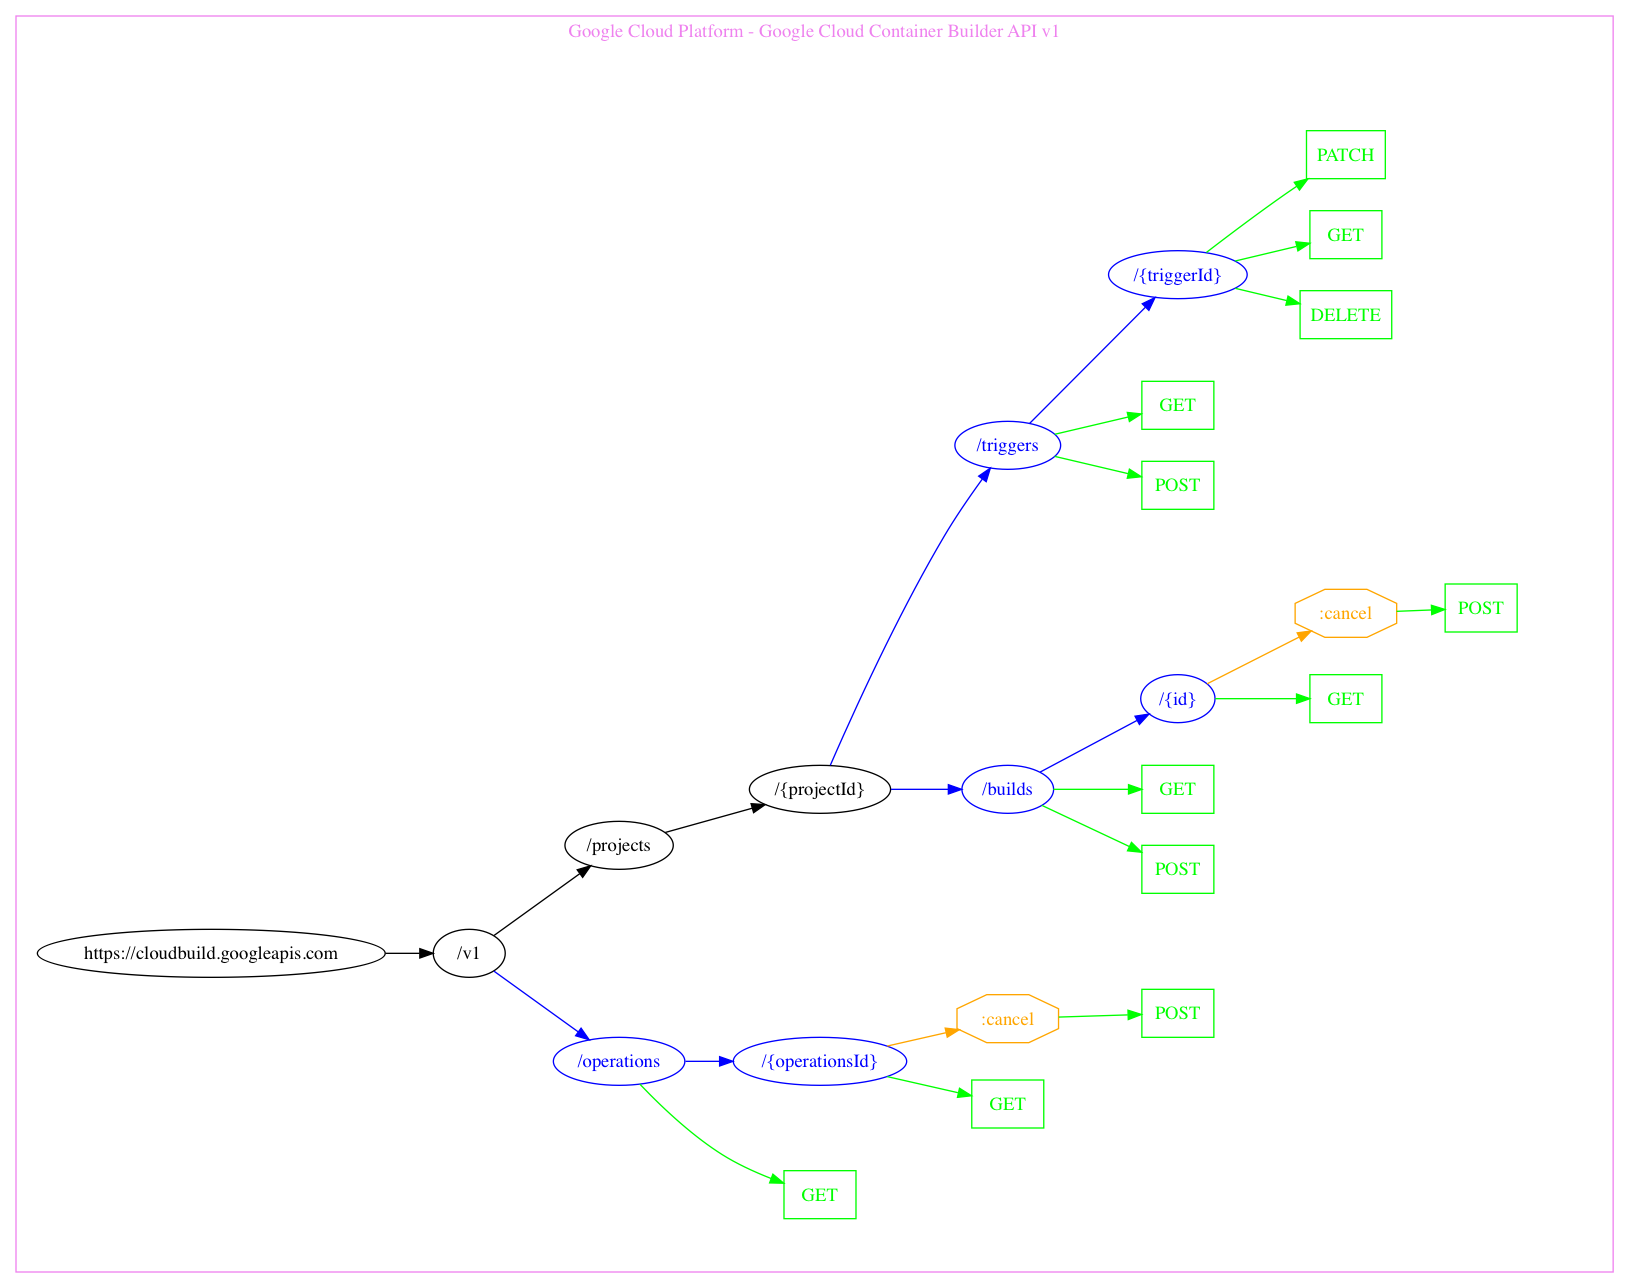 Google Cloud Platform - Google Cloud Container Builder API v1
PATCH
GET
/{triggerId}
DELETE
GET
/triggers
POST
:cancel
POST
/{id}
GET
/{projectId}
/builds
GET
/projects
POST
https://cloudbuild.googleapis.com
/v1
:cancel
POST
/operations
/{operationsId}
GET
GET